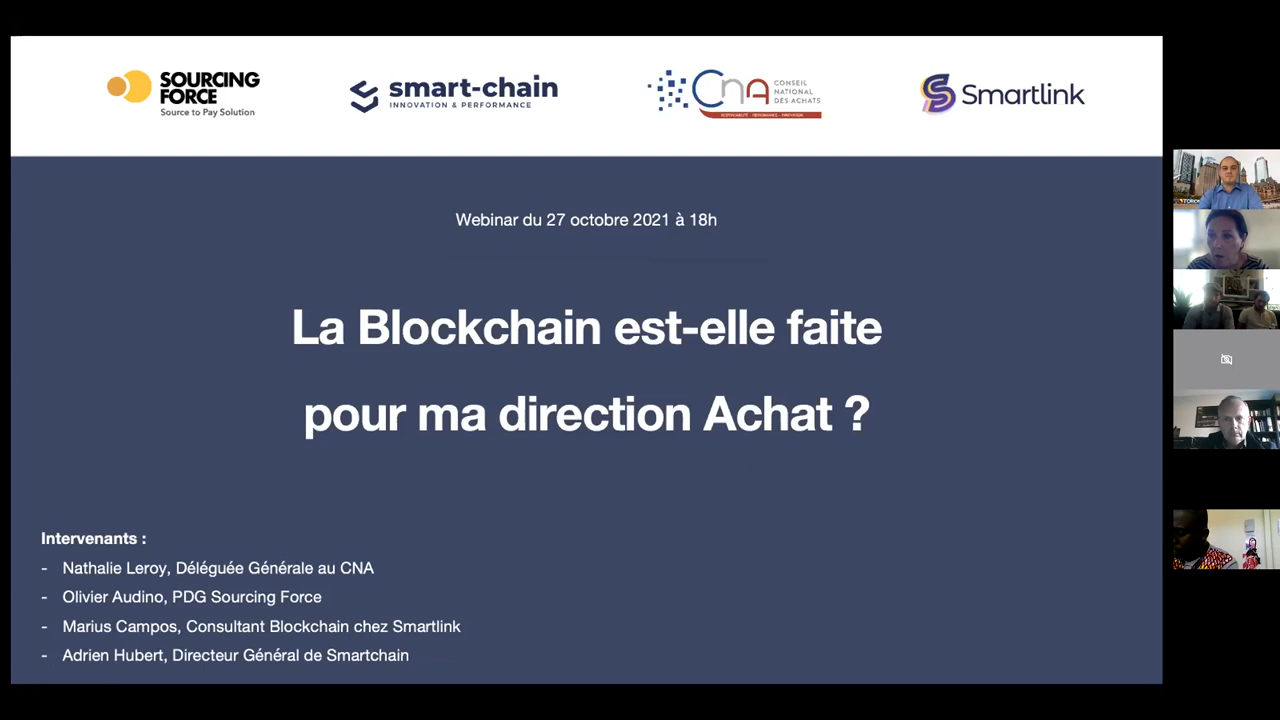 SOURCING
FORCE
Source to Pay Solution
smart-chain
INNOVATION & PERFORMANCE
CNA
CONSEIL
NATIONAL
DES ACHATS
Smartlink
Webinar du 27 octobre 2021 à 18h
La Blockchain est-elle faite
pour ma direction Achat ?
Intervenants :
- Nathalie Leroy, Déléguée Générale au CNA
- Olivier Audino, PDG Sourcing Force
- Marius Campos, Consultant Blockchain chez Smartlink
- Adrien Hubert, Directeur Général de Smartchain